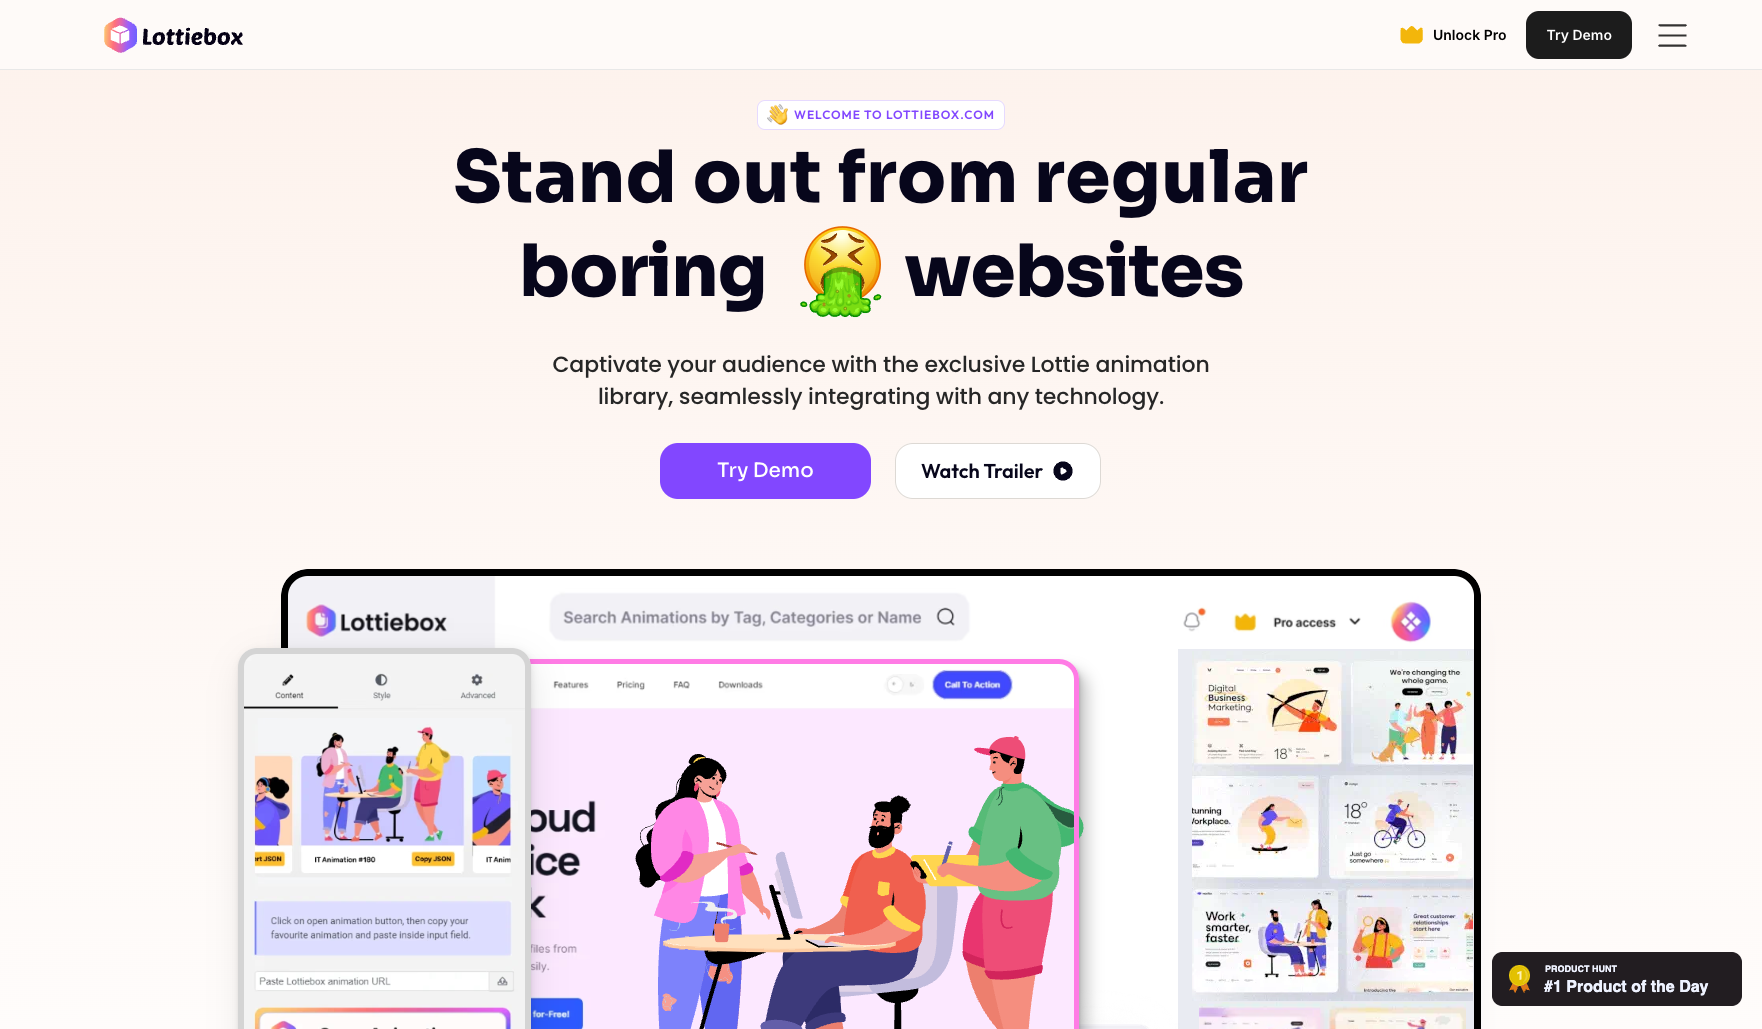 Lottiebox
Unlock Pro
Try Demo
WELCOME TO LOTTIEBOX.COM
Stand out from regular
boring websites
Captivate your audience with the exclusive Lottie animation
library, seamlessly integrating with any technology.
Try Demo
Watch Trailer
Lottiebox
Search Animations by Tag, Categories or Name
Pro access
Content
Style
Advanced
Features
Pricing
FAQ
Downloads
Call To Action
IT Animation #180
Copy JSON
IT Anim
Click on open animation button, then copy your
favourite animation and paste inside input field.
Paste Lottiebox animation URL
oud
ice
k
files from
sily.
for-Free!
Digital
Business
Marketing.
18°
We're changing the
whole game.
unning
Workplace.
18°
Just go
somewhere
Work
smarter,
faster
Great customer
relationships
start here
Introducing the
PRODUCT HUNT
#1 Product of the Day
1